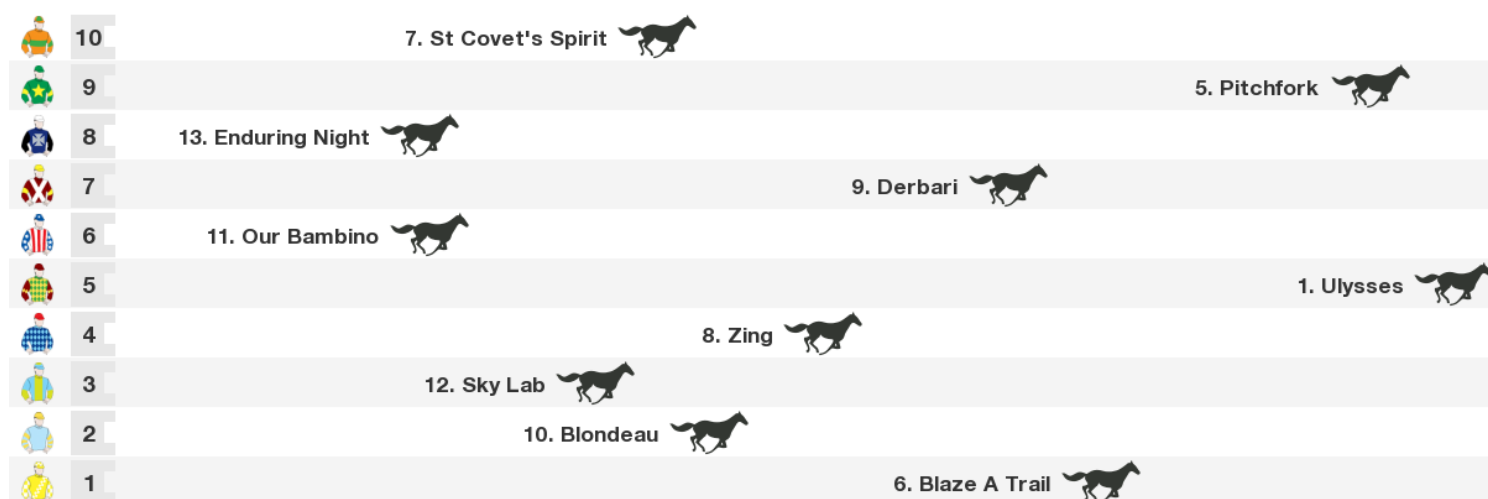 10 7. St Covet's Spirit
9 5. Pitchfork
8 13. Enduring Night
7 9. Derbari
6 11. Our Bambino
5 1. Ulysses
4 8. Zing
3 12. Sky Lab
2 10. Blondeau
1 6. Blaze A Trail